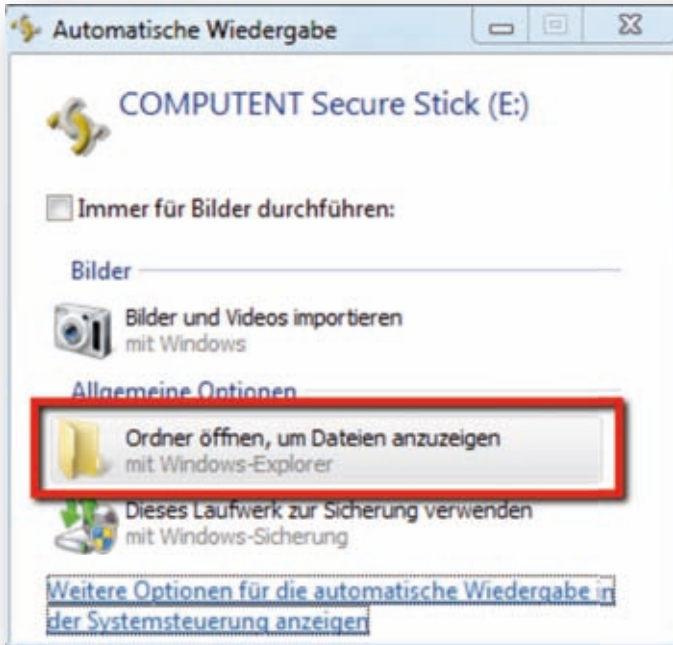 Automatische Wiedergabe
COMPUTENT Secure Stick (E:)
Immer für Bilder durchführen:
Bilder
Bilder und Videos importieren
mit Windows
Allgemeine Optionen
Ordner öffnen, um Dateien anzuzeigen
mit Windows-Explorer
Dieses Laufwerk zur Sicherung verwenden
mit Windows-Sicherung
Weitere Optionen für die automatische Wiedergabe in
der Systemsteuerung anzeigen